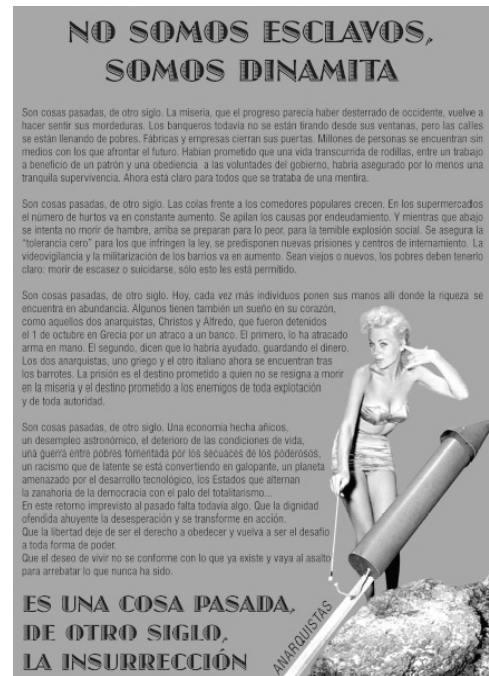 NO SOMOS ESCLAVOS,
SOMOS DINAMITA
Son cosas pasadas, de otro siglo. La miseria, que el progreso parecía haber desterrado de occidente, vuelve a
hacer sentir sus mordeduras. Los banqueros todavía no se están tirando desde sus ventanas, pero las calles
se están llenando de pobres. Fábricas y empresas cierran sus puertas. Millones de personas se encuentran sin
medios con los que afrontar el futuro. Habían prometido que una vida transcurrida de rodillas, entre un trabajo
a beneficio de un patrón y una obediencia a las voluntades del gobierno, habría asegurado por lo menos una
tranquila supervivencia. Ahora está claro para todos que se trataba de una mentira.
Son cosas pasadas, de otro siglo. Las colas frente a los comedores populares crecen. En los supermercados
el número de hurtos va en constante aumento. Se apilan los causas por endeudamiento. Y mientras que abajo
se intenta no morir de hambre, arriba se preparan para lo peor, para la temible explosión social. Se asegura la
“tolerancia cero” para los que infringen la ley, se predisponen nuevas prisiones y centros de internamiento. La
videovigilancia y la militarización de los barrios va en aumento. Sean viejos o nuevos, los pobres deben tenerlo
claro: morir de escasez o suicidarse, sólo esto les está permitido.
Son cosas pasadas, de otro siglo. Hoy, cada vez más individuos ponen sus manos allí donde la riqueza se
encuentra en abundancia. Algunos tienen también un sueño en su corazón,
como aquellos dos anarquistas, Christos y Alfredo, que fueron detenidos
el 1 de octubre en Grecia por un atraco a un banco. El primero, lo ha atracado
arma en mano. El segundo, dicen que lo habría ayudado, guardando el dinero.
Los dos anarquistas, uno griego y el otro italiano ahora se encuentran tras
los barrotes. La prisión es el destino prometido a quien no se resigna a morir
en la miseria y el destino prometido a los enemigos de toda explotación
y de toda autoridad.
Son cosas pasadas, de otro siglo. Una economía hecha añicos,
un desempleo astronómico, el deterioro de las condiciones de vida,
una guerra entre pobres fomentada por los secuaces de los poderosos,
un racismo que de latente se está convirtiendo en galopante, un planeta
amenazado por el desarrollo tecnológico, los Estados que alternan
la zanahoria de la democracia con el palo del totalitarismo...
En este retorno imprevisto al pasado falta todavía algo. Que la dignidad
ofendida ahuyente la desesperación y se transforme en acción.
Que la libertad deje de ser el derecho a obedecer y vuelva a ser el desafío
a toda forma de poder.
Que el deseo de vivir no se conforme con lo que ya existe y vaya al asalto
para arrebatar lo que nunca ha sido.
ES UNA COSA PASADA,
DE OTRO SIGLO,
LA INSURRECCIÓN
ANARQUISTAS